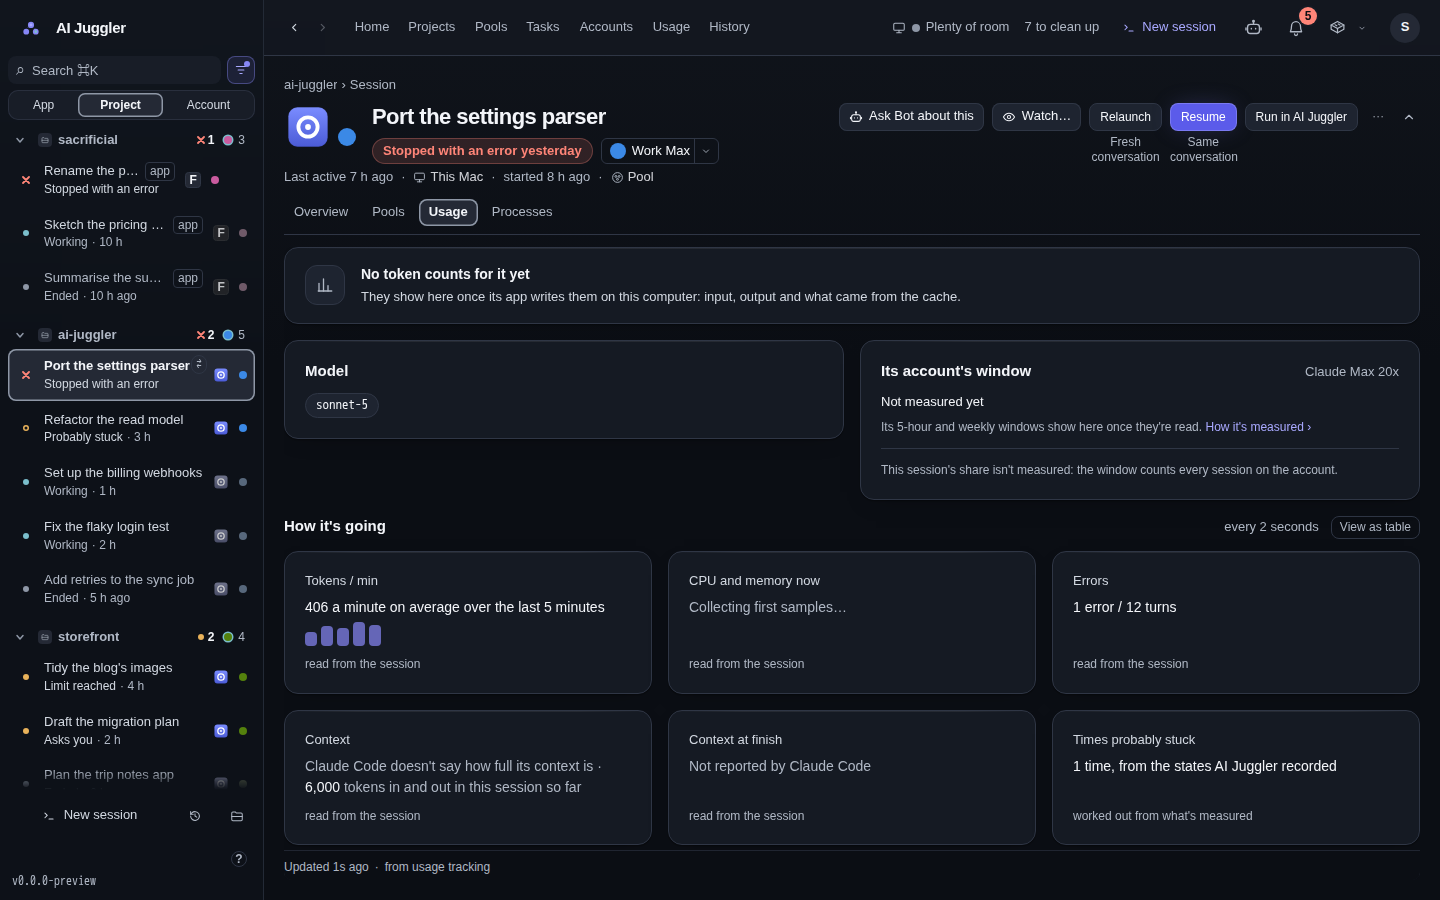 AI Juggler
Search ⌘K
App Project Account
sacrificial 1 3
Rename the p… app F
Stopped with an error
Sketch the pricing … app F
Working · 10 h
Summarise the su… app F
Ended · 10 h ago
ai-juggler 2 5
Port the settings parser
Stopped with an error
Refactor the read model
Probably stuck · 3 h
Set up the billing webhooks
Working · 1 h
Fix the flaky login test
Working · 2 h
Add retries to the sync job
Ended · 5 h ago
storefront 2 4
Tidy the blog's images
Limit reached · 4 h
Draft the migration plan
Asks you · 2 h
Plan the trip notes app
New session
?
v0.0.0-preview
Home Projects Pools Tasks Accounts Usage History
Plenty of room 7 to clean up New session 5 S
ai-juggler › Session
Port the settings parser
Stopped with an error yesterday Work Max
Last active 7 h ago · This Mac · started 8 h ago · Pool
Ask Bot about this Watch… Relaunch Resume Run in AI Juggler ···
Fresh conversation
Same conversation
Overview Pools Usage Processes
No token counts for it yet
They show here once its app writes them on this computer: input, output and what came from the cache.
Model
sonnet-5
Its account's window Claude Max 20x
Not measured yet
Its 5-hour and weekly windows show here once they're read. How it's measured ›
This session's share isn't measured: the window counts every session on the account.
How it's going every 2 seconds View as table
Tokens / min
406 a minute on average over the last 5 minutes
read from the session
CPU and memory now
Collecting first samples…
read from the session
Errors
1 error / 12 turns
read from the session
Context
Claude Code doesn't say how full its context is ·
6,000 tokens in and out in this session so far
read from the session
Context at finish
Not reported by Claude Code
read from the session
Times probably stuck
1 time, from the states AI Juggler recorded
worked out from what's measured
Updated 1s ago · from usage tracking